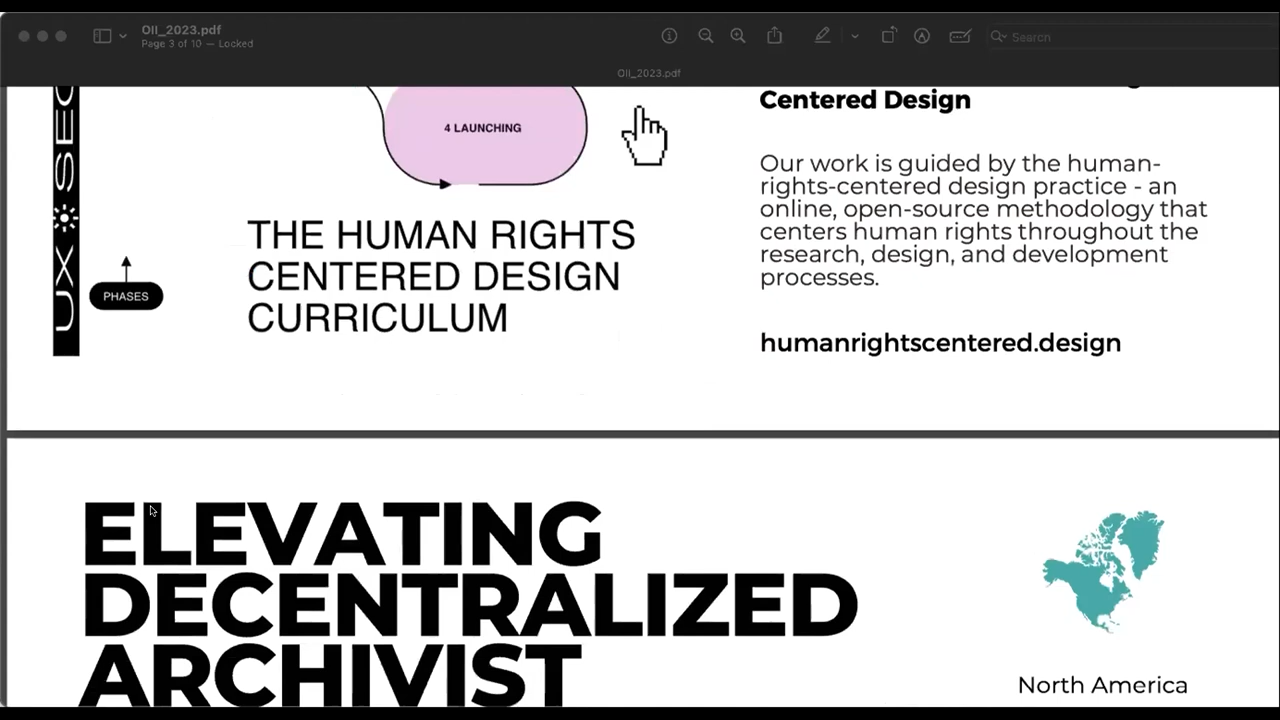 OII_2023.pdf
Page 3 of 10 — Locked
Search
OII_2023.pdf
UX
PHASES
4 LAUNCHING
THE HUMAN RIGHTS
CENTERED DESIGN
CURRICULUM
Centered Design
Our work is guided by the human-
rights-centered design practice - an
online, open-source methodology that
centers human rights throughout the
research, design, and development
processes.
humanrightscentered.design
ELEVATING
DECENTRALIZED
ARCHIVIST
North America